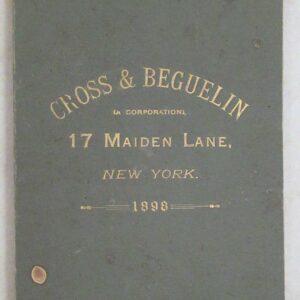 CROSS & BEGUELIN
(A CORPORATION),
17 MAIDEN LANE,
NEW YORK.
1898